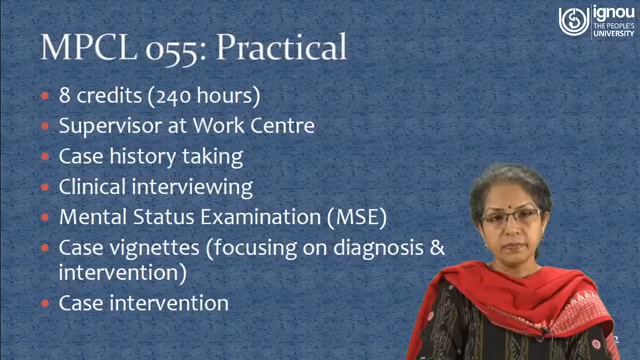 ignou
THE PEOPLE'S
UNIVERSITY
MPCL 055: Practical
• 8 credits (240 hours)
• Supervisor at Work Centre
• Case history taking
• Clinical interviewing
• Mental Status Examination (MSE)
• Case vignettes (focusing on diagnosis &
intervention)
• Case intervention
2